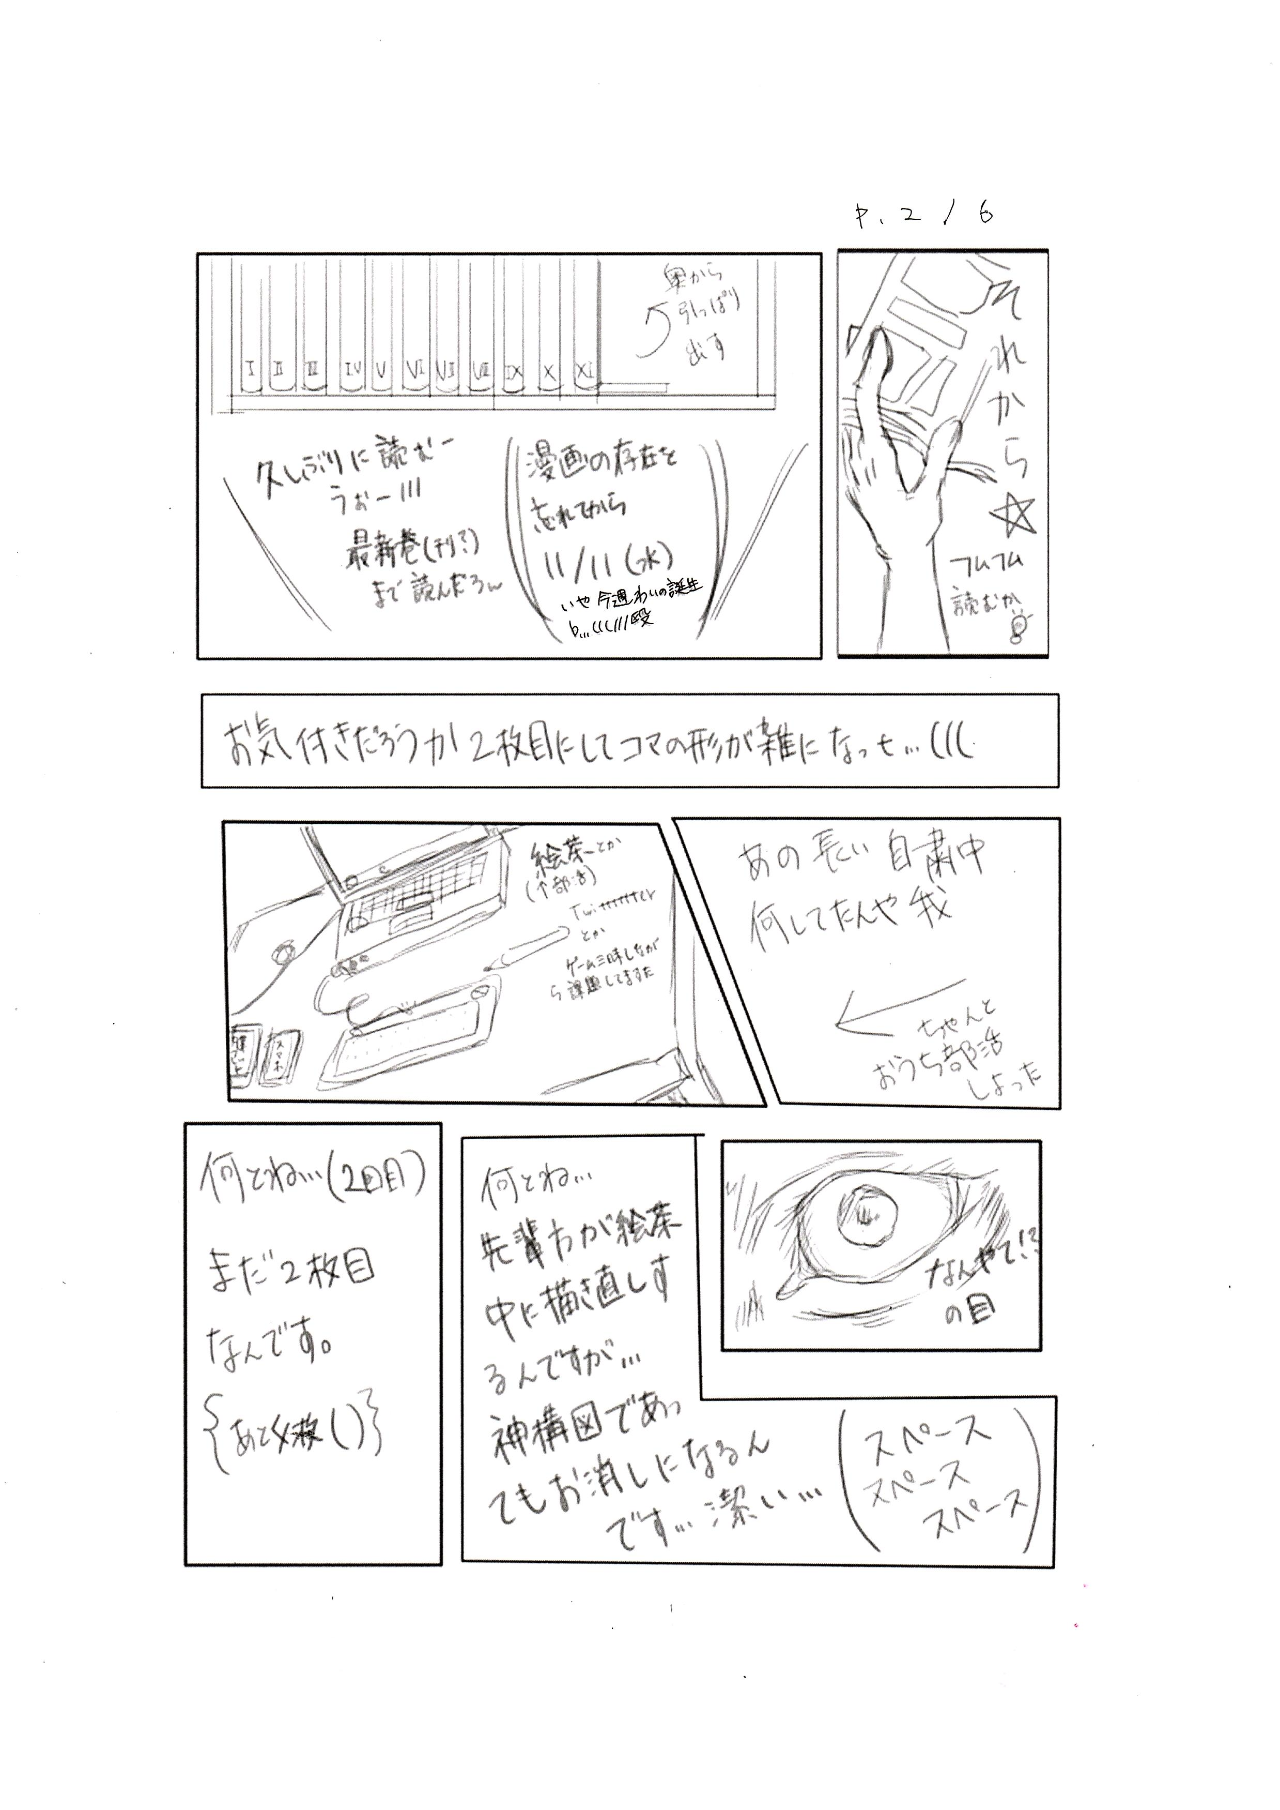 P. 2 / 6
それから☆
フムフム
読むか
奥から
引っぱり
出す
I II III IV V VI VII VIII IX X XI
漫画の存在を
忘れてから
11/11(水)
いや今週わいの誕生
b...(((///殴
久しぶりに読むー
うぉー!!!
最新巻(刊?)
まで読んだろw
お気付きだろうか2枚目にしてコマの形が雑になっt...(((
あの長い自粛中
何してたんや我
←
ちゃんと
おうち部活
しよった
絵茶とか
(↑部活)
Twitttttter
とか
ゲーム三昧しなが
ら課題してますた
スマホ
なんやて!?
の目
何とね...
先輩方が絵茶
中に描き直しす
るんですが...
神構図であっ
てもお消しになるん
です...潔い...
(スペース
スペース
スペース)
何とね...(2回目)
まだ2枚目
なんです。
{あと4枚()}